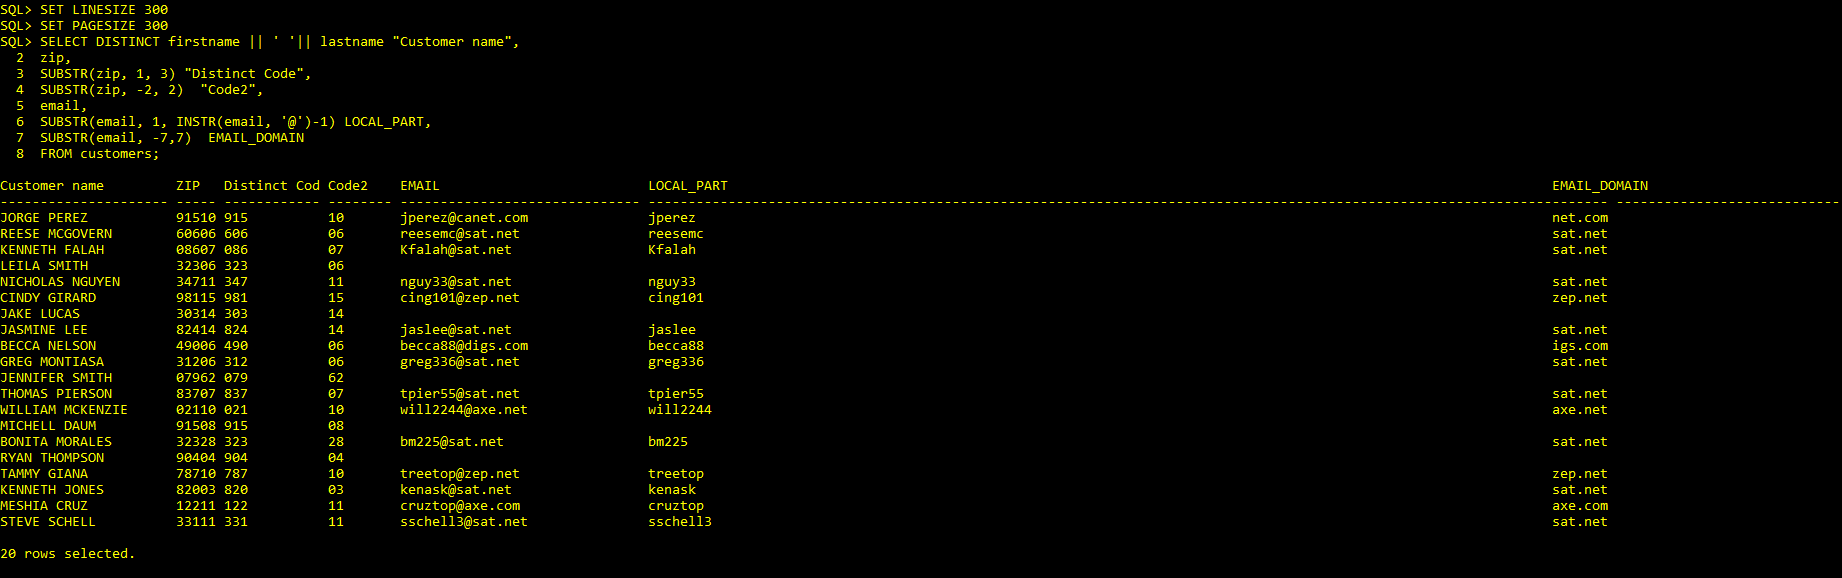 SQL> SET LINESIZE 300
SQL> SET PAGESIZE 300
SQL> SELECT DISTINCT firstname || ' '|| lastname "Customer name",
  2  zip,
  3  SUBSTR(zip, 1, 3) "Distinct Code",
  4  SUBSTR(zip, -2, 2)  "Code2",
  5  email,
  6  SUBSTR(email, 1, INSTR(email, '@')-1) LOCAL_PART,
  7  SUBSTR(email, -7,7)  EMAIL_DOMAIN
  8  FROM customers;
Customer name ZIP Distinct Cod Code2 EMAIL LOCAL_PART EMAIL_DOMAIN
JORGE PEREZ 91510 915 10 jperez@canet.com jperez net.com
REESE MCGOVERN 60606 606 06 reesemc@sat.net reesemc sat.net
KENNETH FALAH 08607 086 07 Kfalah@sat.net Kfalah sat.net
LEILA SMITH 32306 323 06
NICHOLAS NGUYEN 34711 347 11 nguy33@sat.net nguy33 sat.net
CINDY GIRARD 98115 981 15 cing101@zep.net cing101 zep.net
JAKE LUCAS 30314 303 14
JASMINE LEE 82414 824 14 jaslee@sat.net jaslee sat.net
BECCA NELSON 49006 490 06 becca88@digs.com becca88 igs.com
GREG MONTIASA 31206 312 06 greg336@sat.net greg336 sat.net
JENNIFER SMITH 07962 079 62
THOMAS PIERSON 83707 837 07 tpier55@sat.net tpier55 sat.net
WILLIAM MCKENZIE 02110 021 10 will2244@axe.net will2244 axe.net
MICHELL DAUM 91508 915 08
BONITA MORALES 32328 323 28 bm225@sat.net bm225 sat.net
RYAN THOMPSON 90404 904 04
TAMMY GIANA 78710 787 10 treetop@zep.net treetop zep.net
KENNETH JONES 82003 820 03 kenask@sat.net kenask sat.net
MESHIA CRUZ 12211 122 11 cruztop@axe.com cruztop axe.com
STEVE SCHELL 33111 331 11 sschell3@sat.net sschell3 sat.net
20 rows selected.